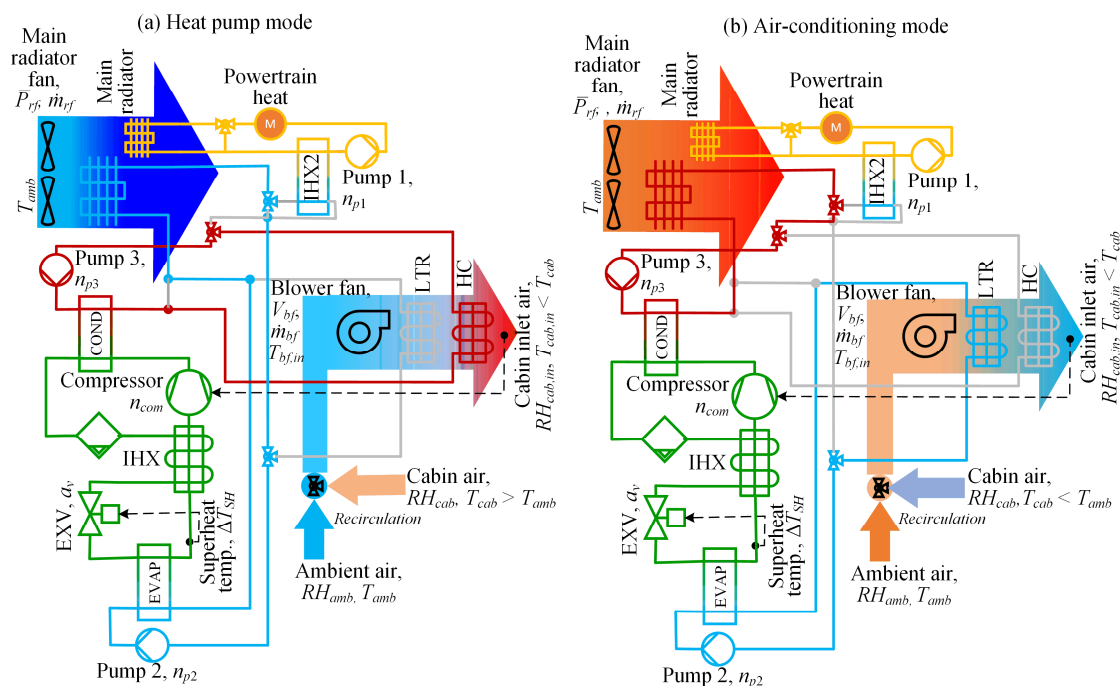 (a) Heat pump mode
Main
radiator
fan,
P̅rf, ṁrf
Main
radiator
Powertrain
heat
M
Tamb
IHX2
Pump 1,
np1
Pump 3,
np3
COND
Blower fan,
Vbf,
ṁbf
Tbf,in
LTR
HC
Cabin inlet air,
RHcab,in, Tcab,in < Tcab
Compressor
ncom
IHX
EXV, av
Superheat
temp., ΔTSH
EVAP
Cabin air,
RHcab, Tcab > Tamb
Recirculation
Ambient air,
RHamb, Tamb
Pump 2, np2
(b) Air-conditioning mode
Main
radiator
fan,
P̅rf, , ṁrf
Main
radiator
Powertrain
heat
M
Tamb
IHX2
Pump 1,
np1
Pump 3,
np3
COND
Blower fan,
Vbf,
ṁbf
Tbf,in
LTR
HC
Cabin inlet air,
RHcab,in, Tcab,in < Tcab
Compressor
ncom
IHX
EXV, av
Superheat
temp., ΔTSH
EVAP
Cabin air,
RHcab, Tcab < Tamb
Recirculation
Ambient air,
RHamb, Tamb
Pump 2, np2